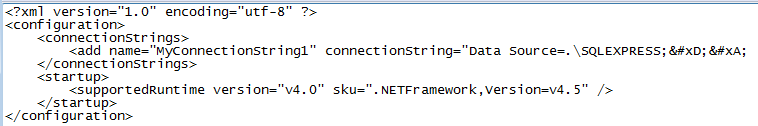 <?xml version="1.0" encoding="utf-8" ?>
<configuration>
    <connectionStrings>
        <add name="MyConnectionString1" connectionString="Data Source=.\SQLEXPRESS;&#xD;&#xA;
    </connectionStrings>
    <startup>
        <supportedRuntime version="v4.0" sku=".NETFramework,Version=v4.5" />
    </startup>
</configuration>